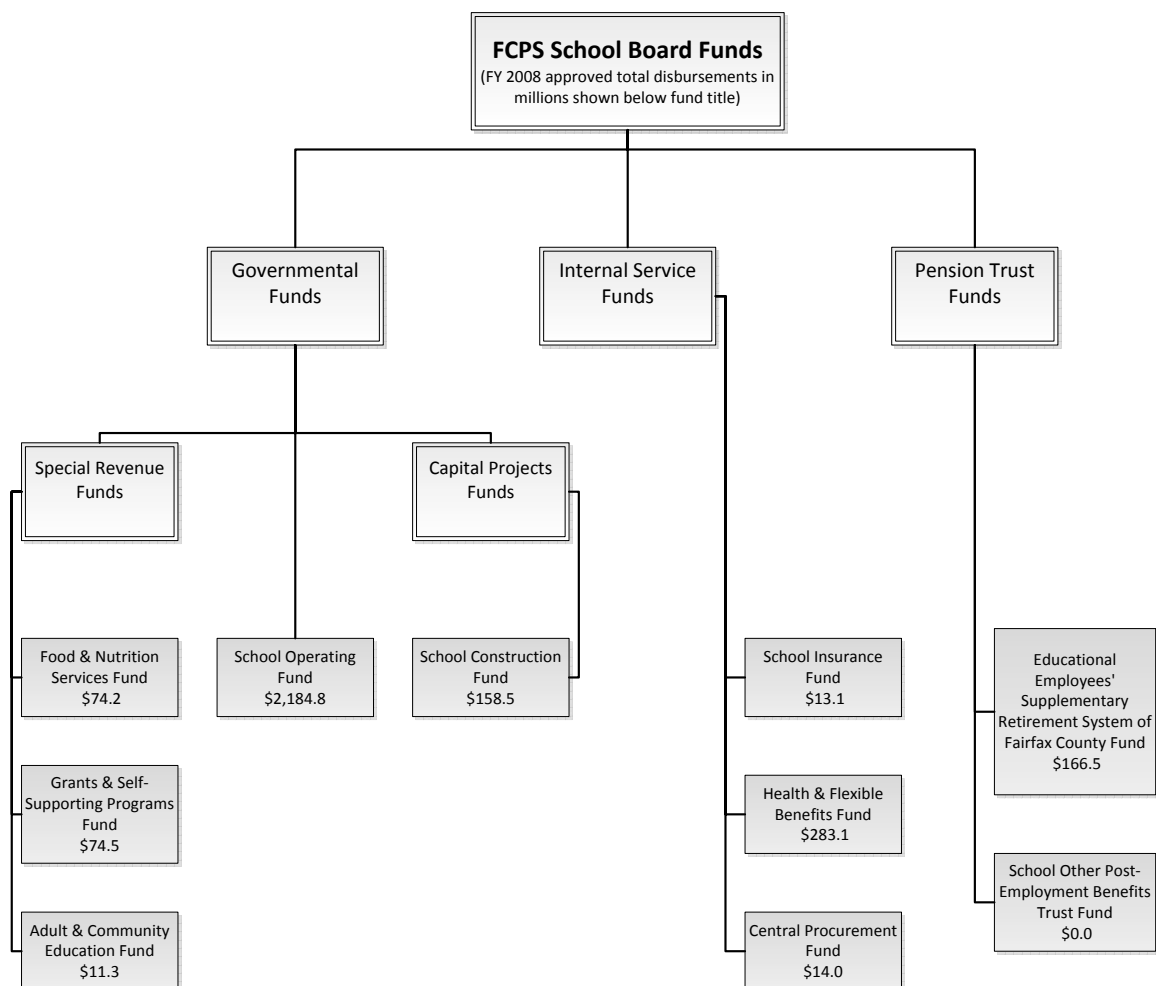 FCPS School Board Funds
(FY 2008 approved total disbursements in
millions shown below fund title)
Governmental
Funds
Internal Service
Funds
Pension Trust
Funds
Special Revenue
Funds
Capital Projects
Funds
Food & Nutrition
Services Fund
$74.2
School Operating
Fund
$2,184.8
School Construction
Fund
$158.5
School Insurance
Fund
$13.1
Educational
Employees'
Supplementary
Retirement System of
Fairfax County Fund
$166.5
Grants & Self-
Supporting Programs
Fund
$74.5
Health & Flexible
Benefits Fund
$283.1
School Other Post-
Employment Benefits
Trust Fund
$0.0
Adult & Community
Education Fund
$11.3
Central Procurement
Fund
$14.0